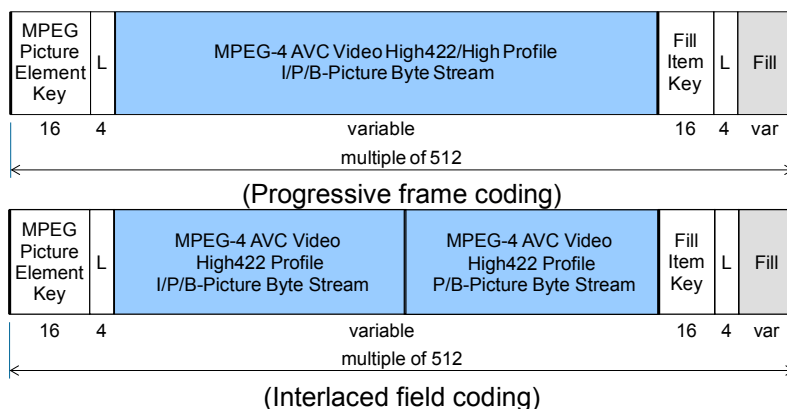 MPEG
Picture
Element
Key
L
MPEG-4 AVC Video High422/High Profile
I/P/B-Picture Byte Stream
Fill
Item
Key
L
Fill
16
4
variable
16
4
var
multiple of 512
(Progressive frame coding)
MPEG
Picture
Element
Key
L
MPEG-4 AVC Video
High422 Profile
I/P/B-Picture Byte Stream
MPEG-4 AVC Video
High422 Profile
P/B-Picture Byte Stream
Fill
Item
Key
L
Fill
16
4
variable
16
4
var
multiple of 512
(Interlaced field coding)